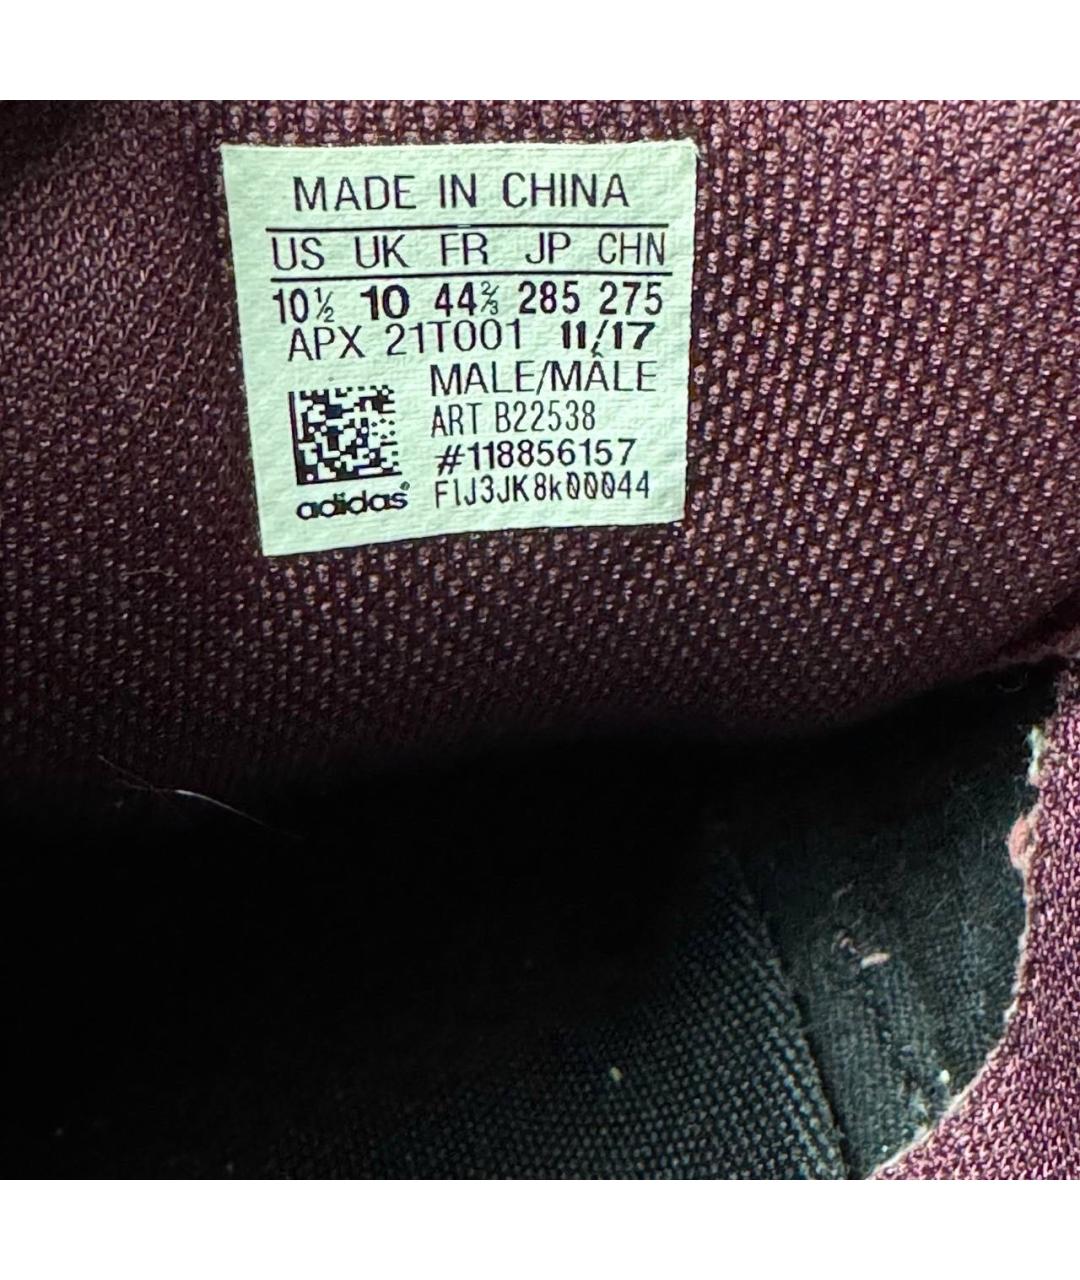 MADE IN CHINA
US UK FR JP CHN
10½ 10 44⅔ 285 275
APX 21T001 11/17
MALE/MÂLE
ART B22538
#118856157
F1J3JK8k00044
adidas®